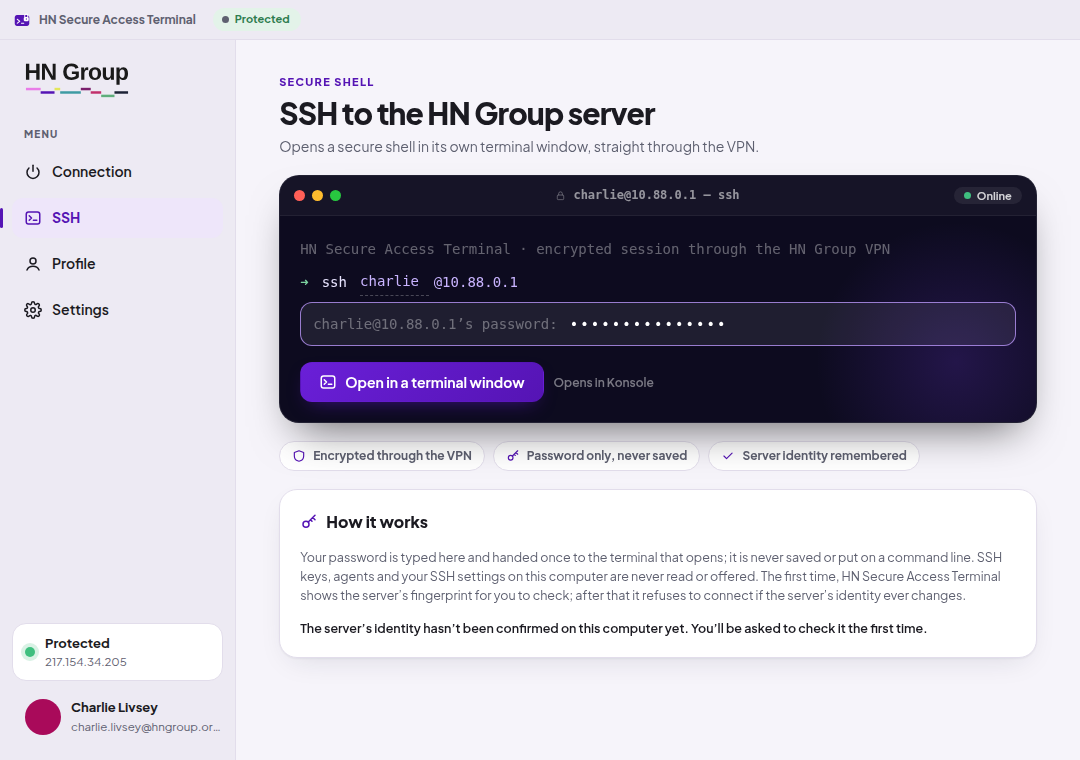 HN Secure Access Terminal
Protected
HN Group
MENU
Connection
SSH
Profile
Settings
Protected
217.154.34.205
Charlie Livsey
charlie.livsey@hngroup.or...
SECURE SHELL
SSH to the HN Group server
Opens a secure shell in its own terminal window, straight through the VPN.
charlie@10.88.0.1 — ssh
Online
HN Secure Access Terminal · encrypted session through the HN Group VPN
➜ ssh charlie @10.88.0.1
charlie@10.88.0.1’s password: •••••••••••••••
Open in a terminal window
Opens in Konsole
Encrypted through the VPN
Password only, never saved
Server identity remembered
How it works
Your password is typed here and handed once to the terminal that opens; it is never saved or put on a command line. SSH
keys, agents and your SSH settings on this computer are never read or offered. The first time, HN Secure Access Terminal
shows the server’s fingerprint for you to check; after that it refuses to connect if the server’s identity ever changes.
The server’s identity hasn’t been confirmed on this computer yet. You’ll be asked to check it the first time.